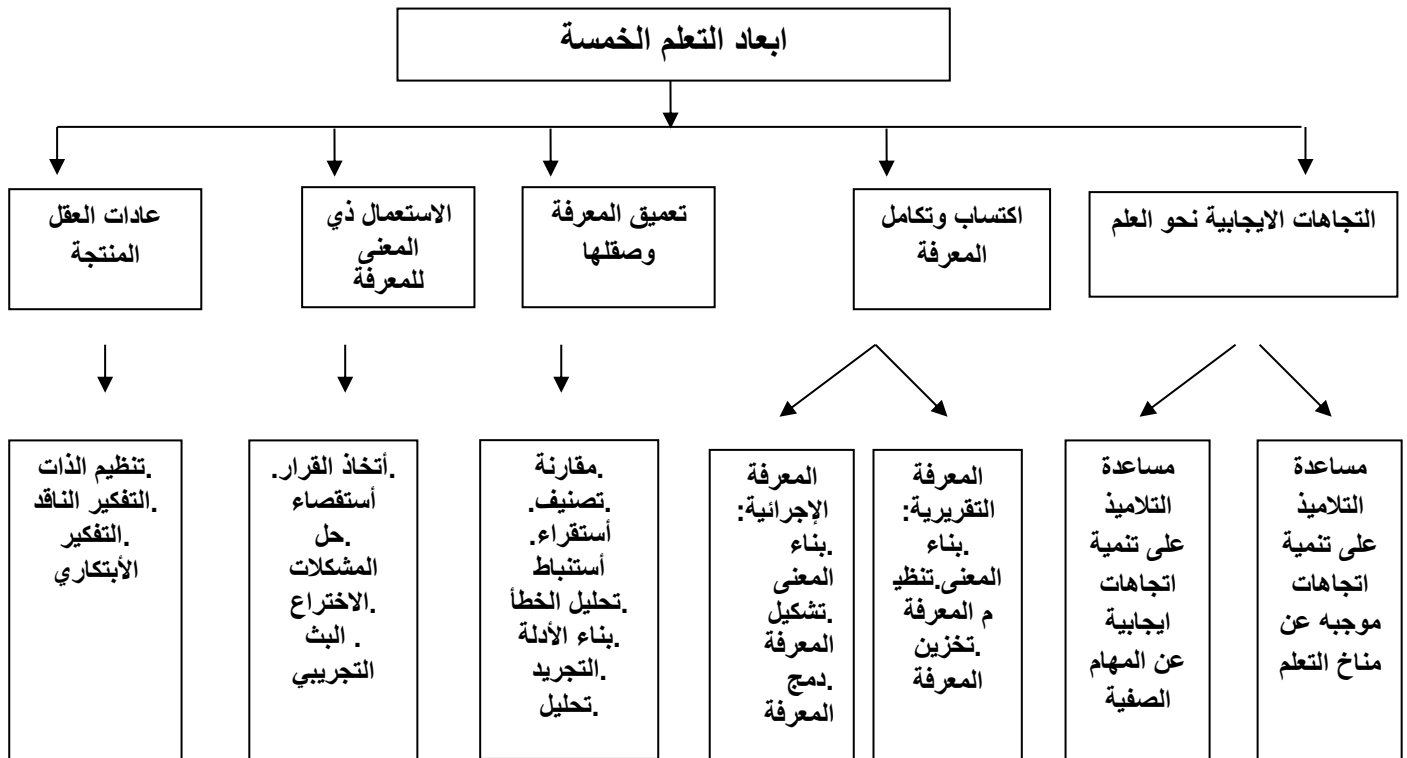 ابعاد التعلم الخمسة
التجاهات الايجابية نحو العلم
اكتساب وتكامل
المعرفة
تعميق المعرفة
وصقلها
الاستعمال ذي
المعنى
للمعرفة
عادات العقل
المنتجة
مساعدة
التلاميذ
على تنمية
اتجاهات
موجبه عن
مناخ التعلم
مساعدة
التلاميذ
على تنمية
اتجاهات
ايجابية
عن المهام
الصفية
المعرفة
التقريرية:
.بناء
المعنى.تنظي
م المعرفة
.تخزين
المعرفة
المعرفة
الإجرائية:
.بناء
المعنى
.تشكيل
المعرفة
.دمج
المعرفة
.مقارنة
.تصنيف.
أستقراء.
أستنباط
.تحليل الخطأ
.بناء الأدلة
.التجريد
.تحليل
.أتخاذ القرار.
أستقصاء
.حل
المشكلات
.الاختراع
. البث
التجريبي
.تنظيم الذات
.التفكير الناقد
.التفكير
الأبتكاري